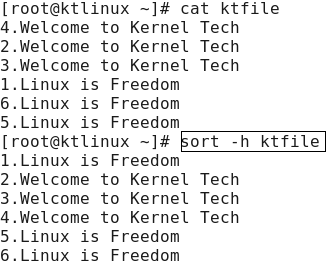 [root@ktlinux ~]# cat ktfile
4.Welcome to Kernel Tech
2.Welcome to Kernel Tech
3.Welcome to Kernel Tech
1.Linux is Freedom
6.Linux is Freedom
5.Linux is Freedom
[root@ktlinux ~]# sort -h ktfile
1.Linux is Freedom
2.Welcome to Kernel Tech
3.Welcome to Kernel Tech
4.Welcome to Kernel Tech
5.Linux is Freedom
6.Linux is Freedom